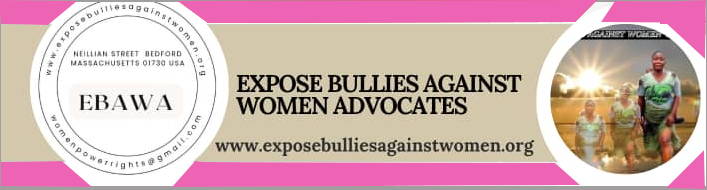 www.exposebulliesagainstwomen.org
NEILLIAN STREET BEDFORD
MASSACHUSETTS 01730 USA
EBAWA
womenpowerrights@gmail.com
EXPOSE BULLIES AGAINST
WOMEN ADVOCATES
www.exposebulliesagainstwomen.org
AGAINST WOMEN